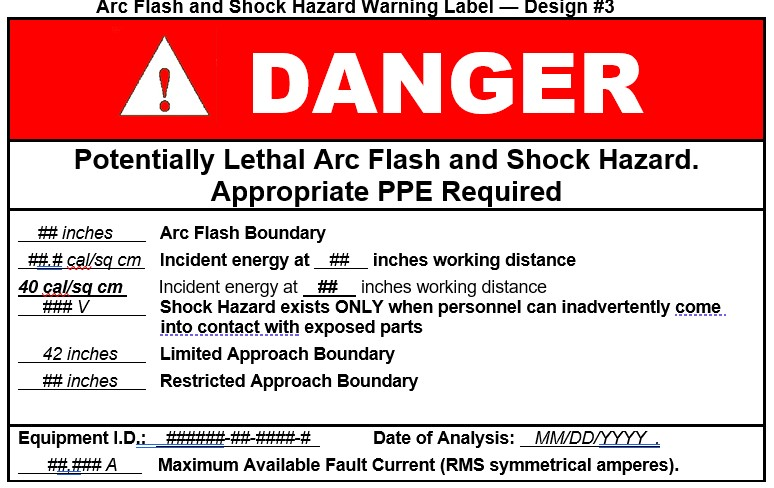 Arc Flash and Shock Hazard Warning Label — Design #3
DANGER
Potentially Lethal Arc Flash and Shock Hazard.
Appropriate PPE Required
## inches Arc Flash Boundary
##.# cal/sq cm Incident energy at ## inches working distance
40 cal/sq cm Incident energy at ## inches working distance
### V Shock Hazard exists ONLY when personnel can inadvertently come
into contact with exposed parts
42 inches Limited Approach Boundary
## inches Restricted Approach Boundary
Equipment I.D.: ######-##-####-# Date of Analysis: MM/DD/YYYY .
##,### A Maximum Available Fault Current (RMS symmetrical amperes).